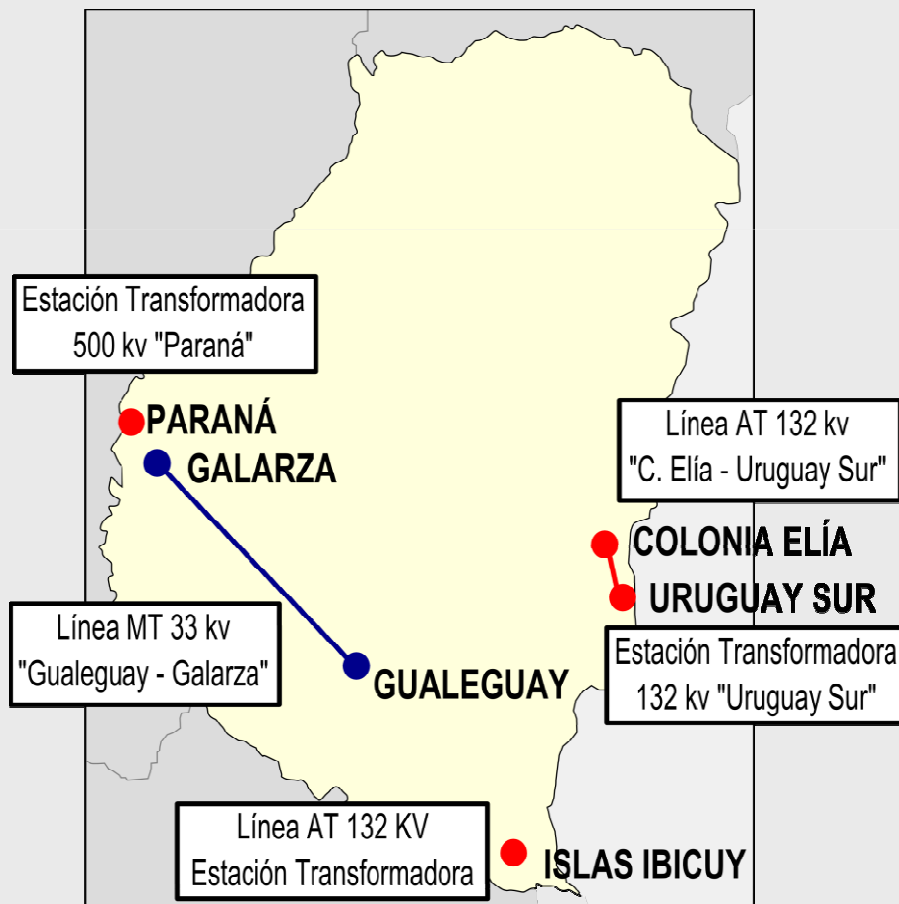 Estación Transformadora
500 kv "Paraná"
PARANÁ
GALARZA
Línea AT 132 kv
"C. Elía - Uruguay Sur"
COLONIA ELÍA
URUGUAY SUR
Línea MT 33 kv
"Gualeguay - Galarza"
Estación Transformadora
132 kv "Uruguay Sur"
GUALEGUAY
Línea AT 132 KV
Estación Transformadora
ISLAS IBICUY